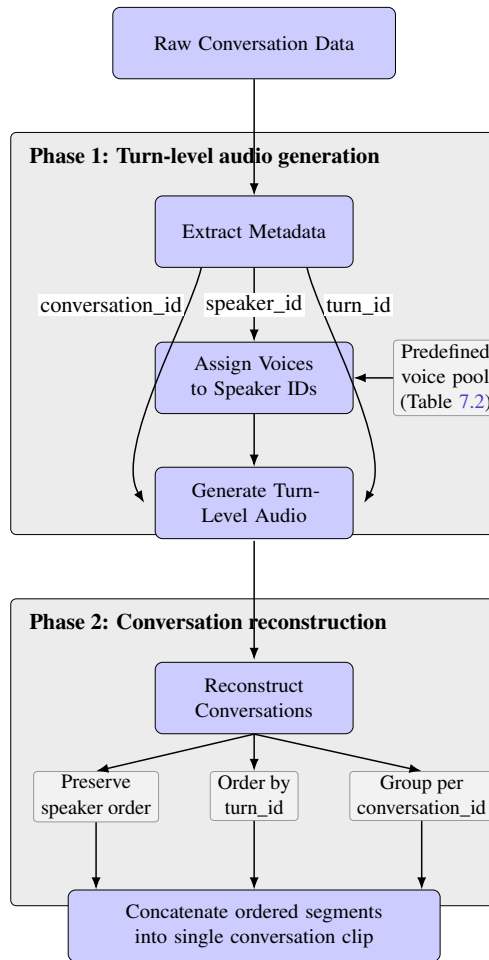 Raw Conversation Data
Phase 1: Turn-level audio generation
Extract Metadata
conversation_id
speaker_id
turn_id
Assign Voices
to Speaker IDs
Predefined
voice pool
(Table 7.2)
Generate Turn-
Level Audio
Phase 2: Conversation reconstruction
Reconstruct
Conversations
Preserve
speaker order
Order by
turn_id
Group per
conversation_id
Concatenate ordered segments
into single conversation clip